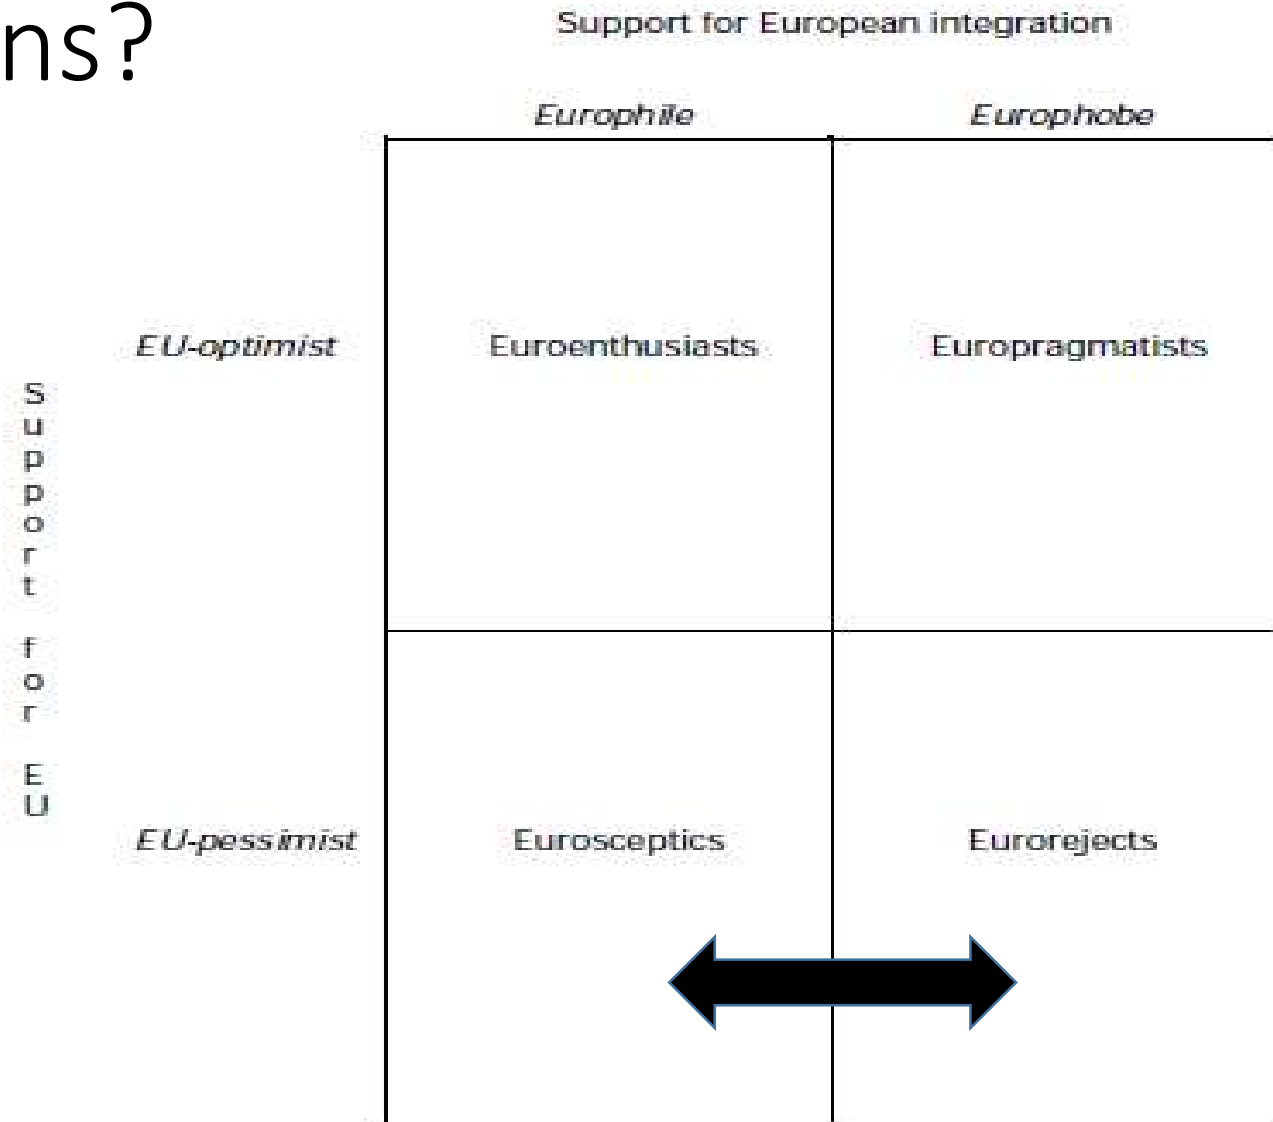 ns?
Support for European integration
Europhile Europhobe
EU-optimist Euroenthusiasts Europragmatists
Support for EU
EU-pessimist Eurosceptics Eurorejects